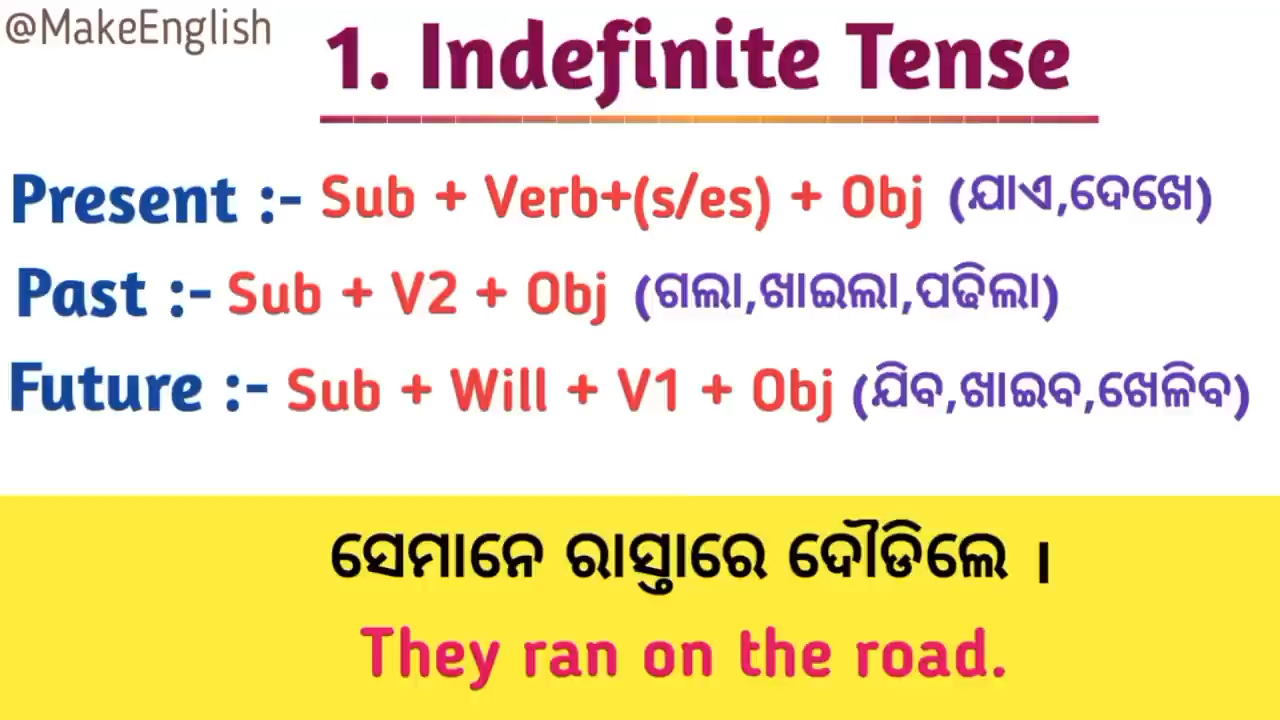 @MakeEnglish
1. Indefinite Tense
Present :- Sub + Verb+(s/es) + Obj (ଯାଏ,ଦେଖେ)
Past :- Sub + V2 + Obj (ଗଲା,ଖାଇଲା,ପଢିଲା)
Future :- Sub + Will + V1 + Obj (ଯିବ,ଖାଇବ,ଖେଳିବ)
ସେମାନେ ରାସ୍ତାରେ ଦୌଡିଲେ ।
They ran on the road.